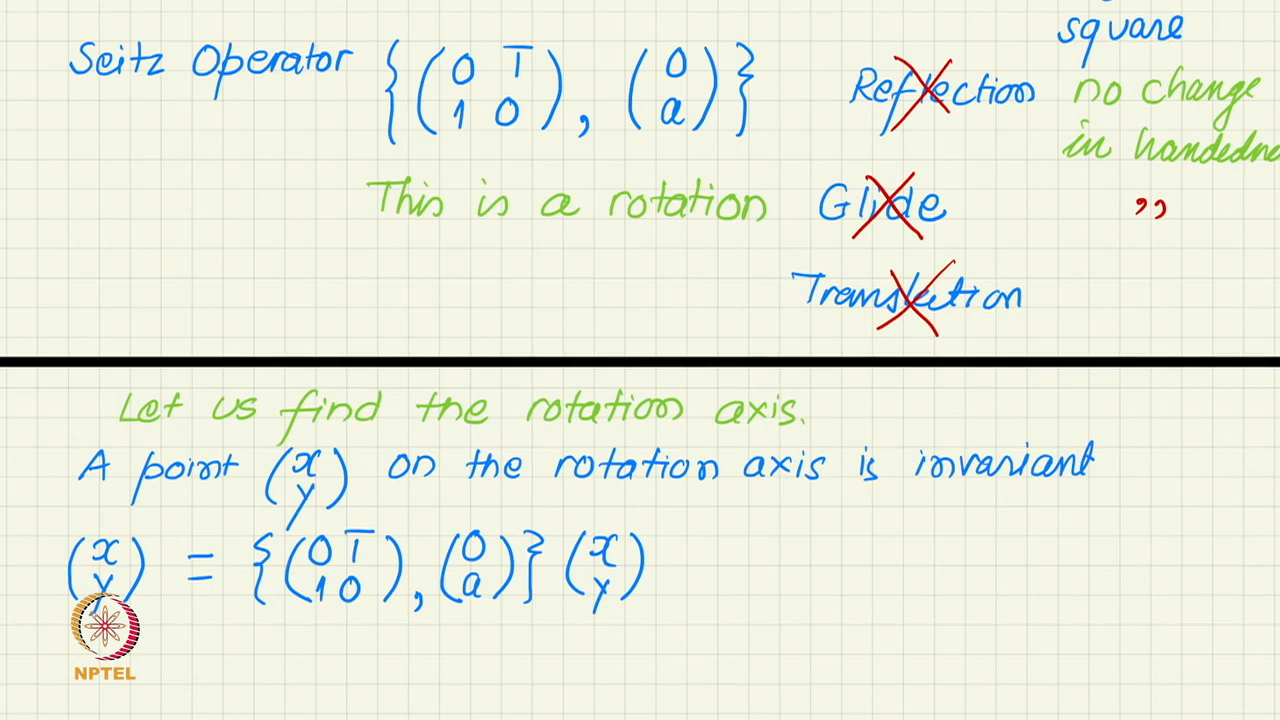 square
Seitz Operator {(0 1̅ 1 0), (0 a)}
Reflection no change
in handedne
This is a rotation Glide ”
Translation
Let us find the rotation axis.
A point (x y) on the rotation axis is invariant
(x y) = {(0 1̅ 1 0), (0 a)} (x y)
NPTEL